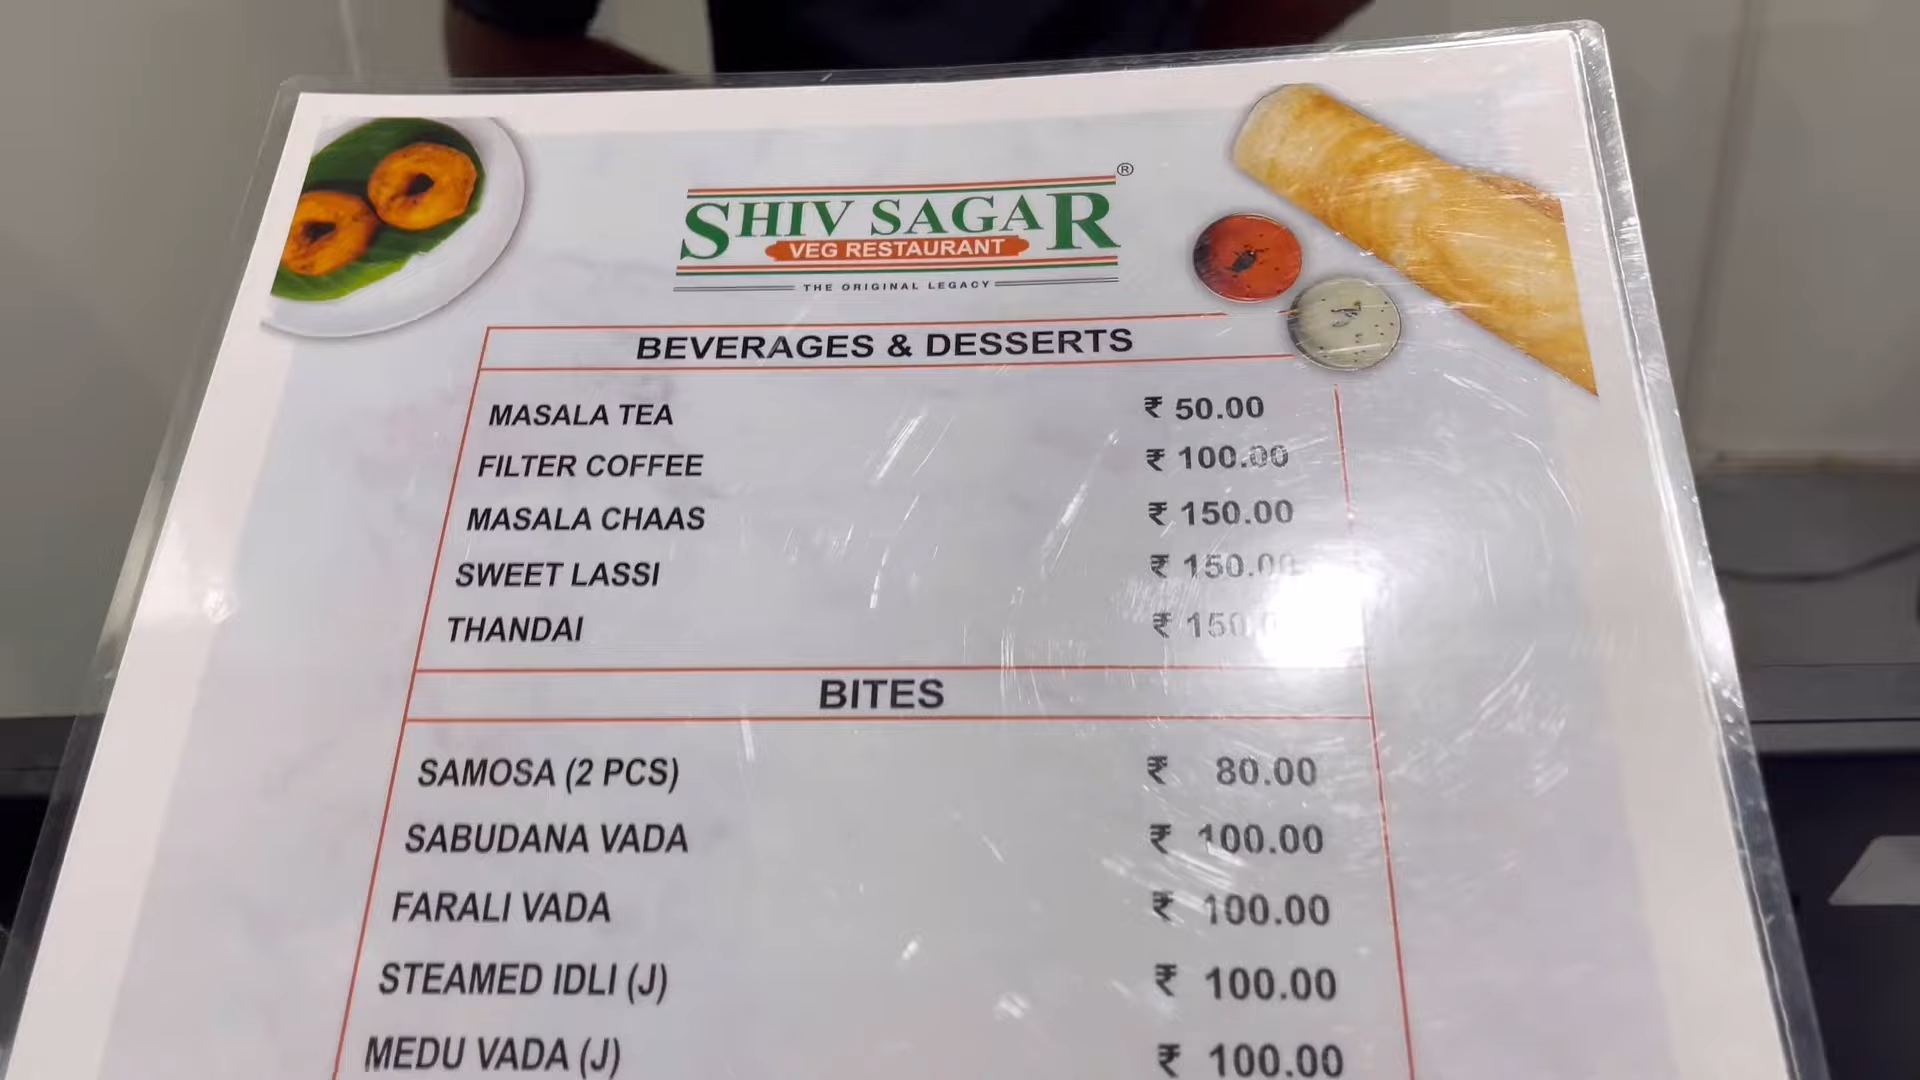 SHIV SAGAR ®
VEG RESTAURANT
THE ORIGINAL LEGACY
BEVERAGES & DESSERTS
MASALA TEA ₹ 50.00
FILTER COFFEE ₹ 100.00
MASALA CHAAS ₹ 150.00
SWEET LASSI ₹ 150.00
THANDAI ₹ 150.0
BITES
SAMOSA (2 PCS) ₹ 80.00
SABUDANA VADA ₹ 100.00
FARALI VADA ₹ 100.00
STEAMED IDLI (J) ₹ 100.00
MEDU VADA (J) ₹ 100.00